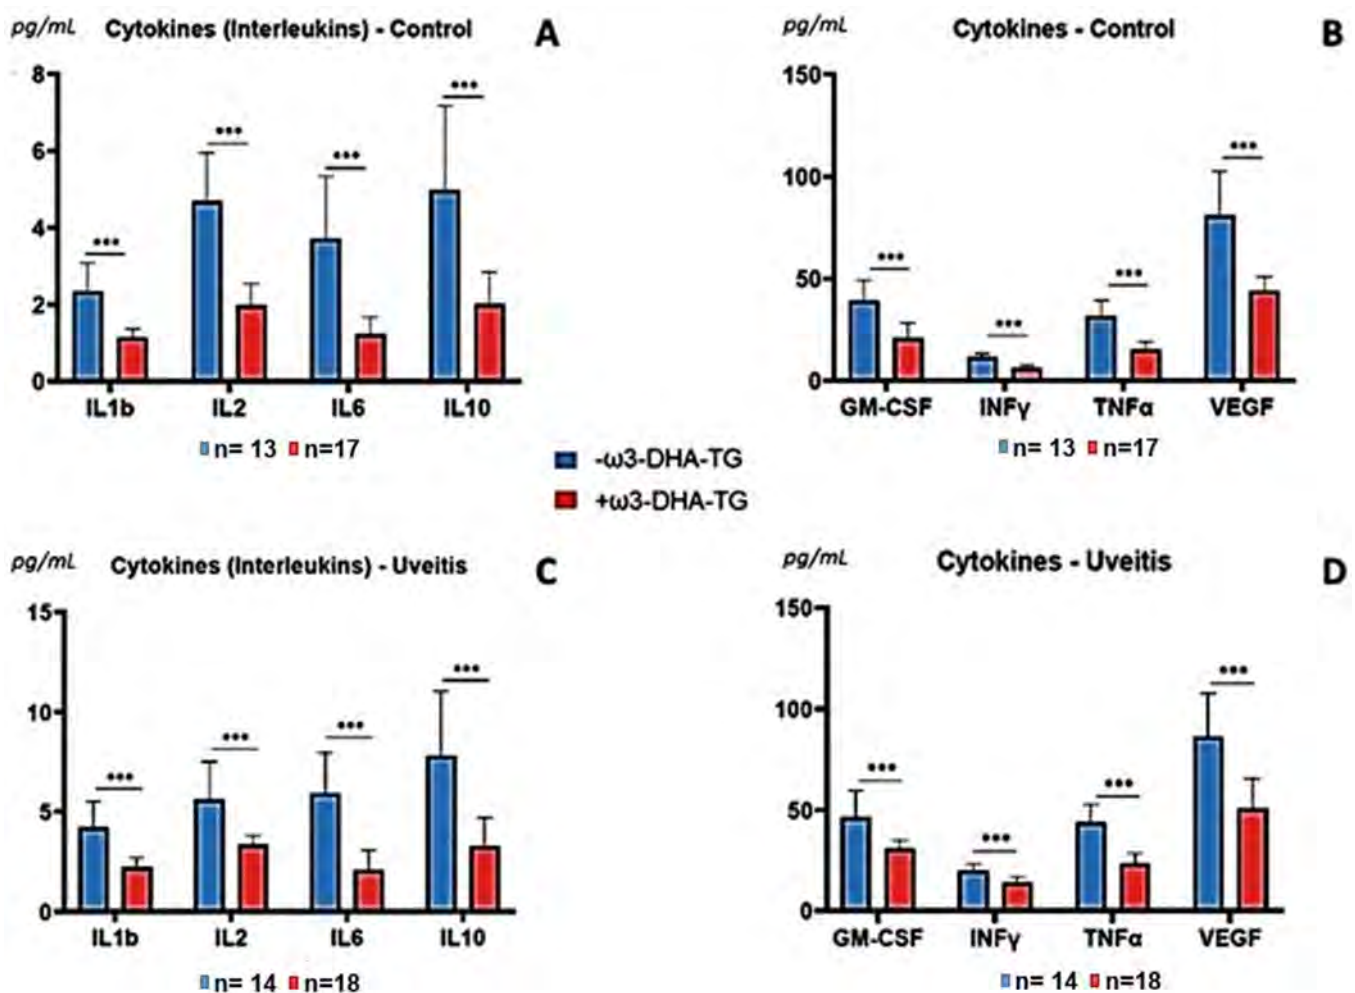 pg/mL Cytokines (Interleukins) - Control A
8
6
4
2
0
•••
•••
•••
•••
IL1b IL2 IL6 IL10
n= 13 n=17
pg/mL Cytokines - Control B
150
100
50
0
•••
•••
•••
•••
GM-CSF INFγ TNFα VEGF
n= 13 n=17
-ω3-DHA-TG
+ω3-DHA-TG
pg/mL Cytokines (Interleukins) - Uveitis C
15
10
5
0
•••
•••
•••
•••
IL1b IL2 IL6 IL10
n= 14 n=18
pg/mL Cytokines - Uveitis D
150
100
50
0
•••
•••
•••
•••
GM-CSF INFγ TNFα VEGF
n= 14 n=18